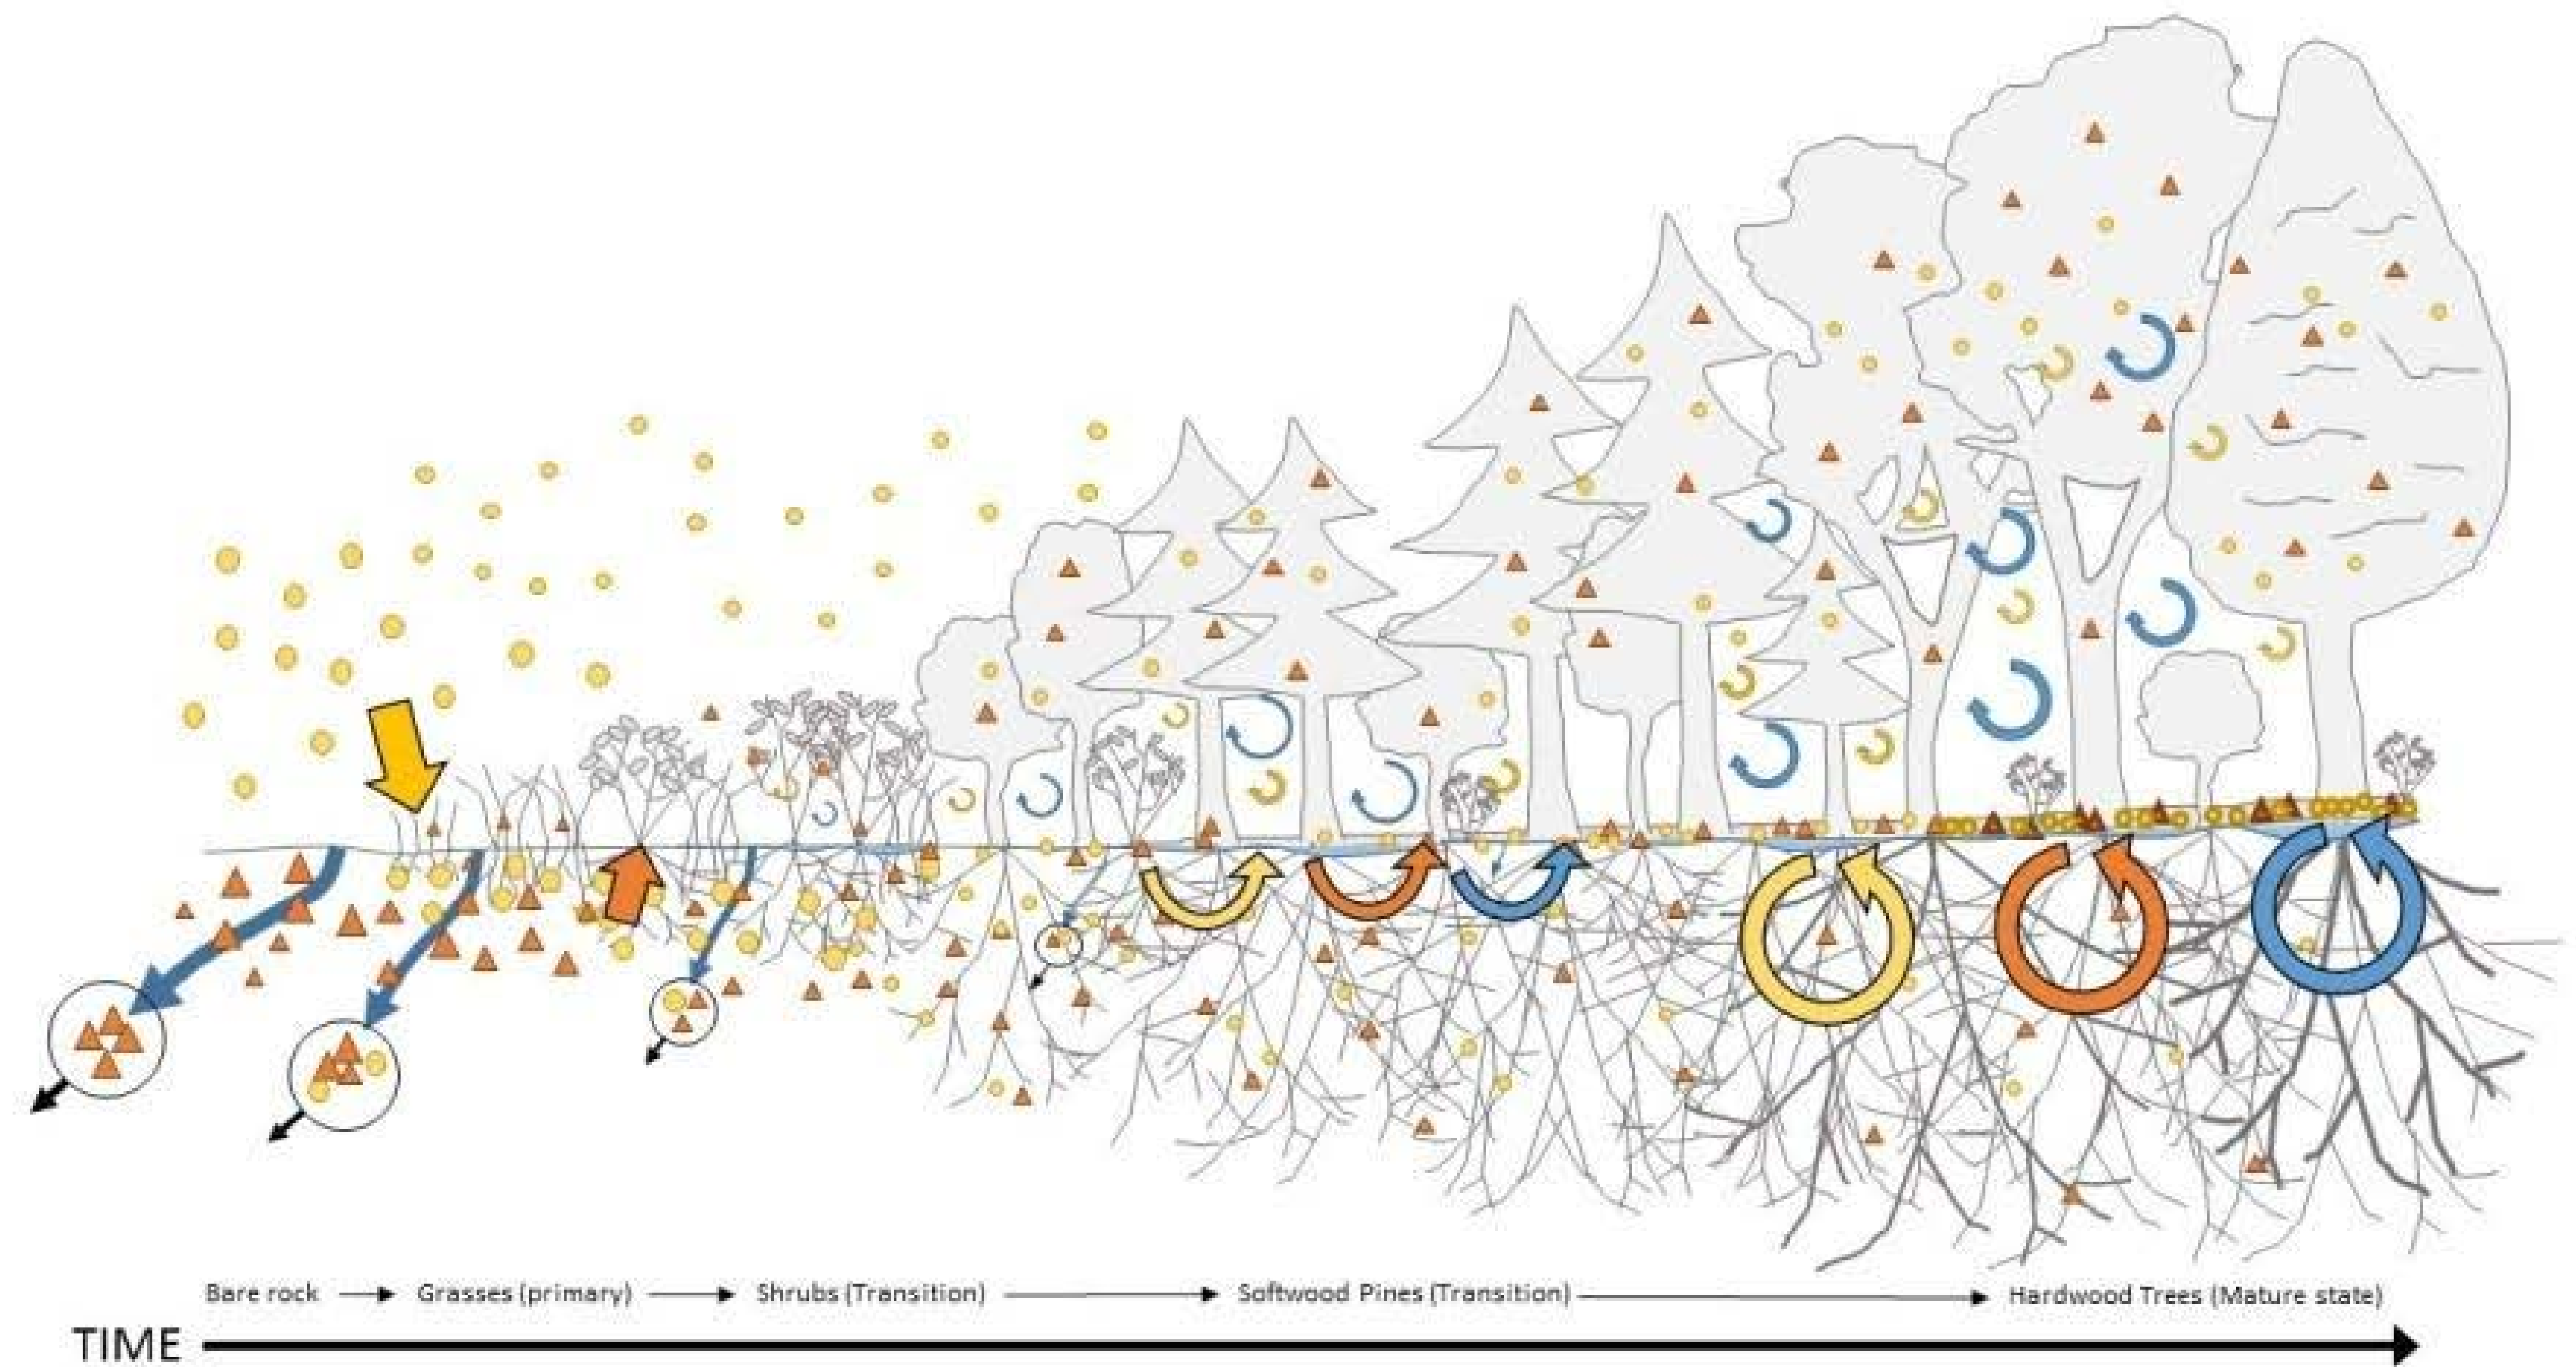 Bare rock → Grasses (primary) → Shrubs (Transition) → Softwood Pines (Transition) → Hardwood Trees (Mature state)
TIME